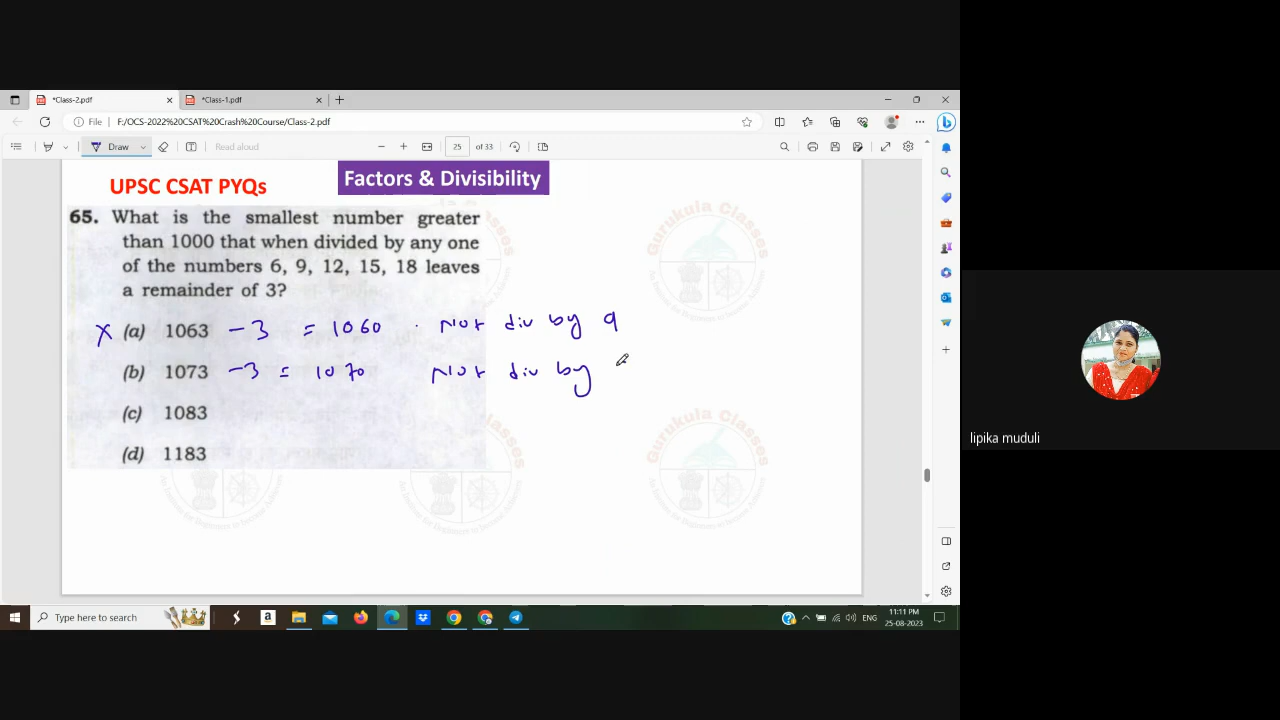 *Class-2.pdf
*Class-1.pdf
File F:/OCS-2022%20CSAT%20Crash%20Course/Class-2.pdf
Draw Read aloud 25 of 33
UPSC CSAT PYQs
Factors & Divisibility
65. What is the smallest number greater
than 1000 that when divided by any one
of the numbers 6, 9, 12, 15, 18 leaves
a remainder of 3?
X (a) 1063 -3 = 1060 . Not div by 9
(b) 1073 -3 = 1070 Not div by
(c) 1083
(d) 1183
Gurukula Classes
Gurukula Classes
lipika muduli
Type here to search
ENG
11:11 PM
25-08-2023